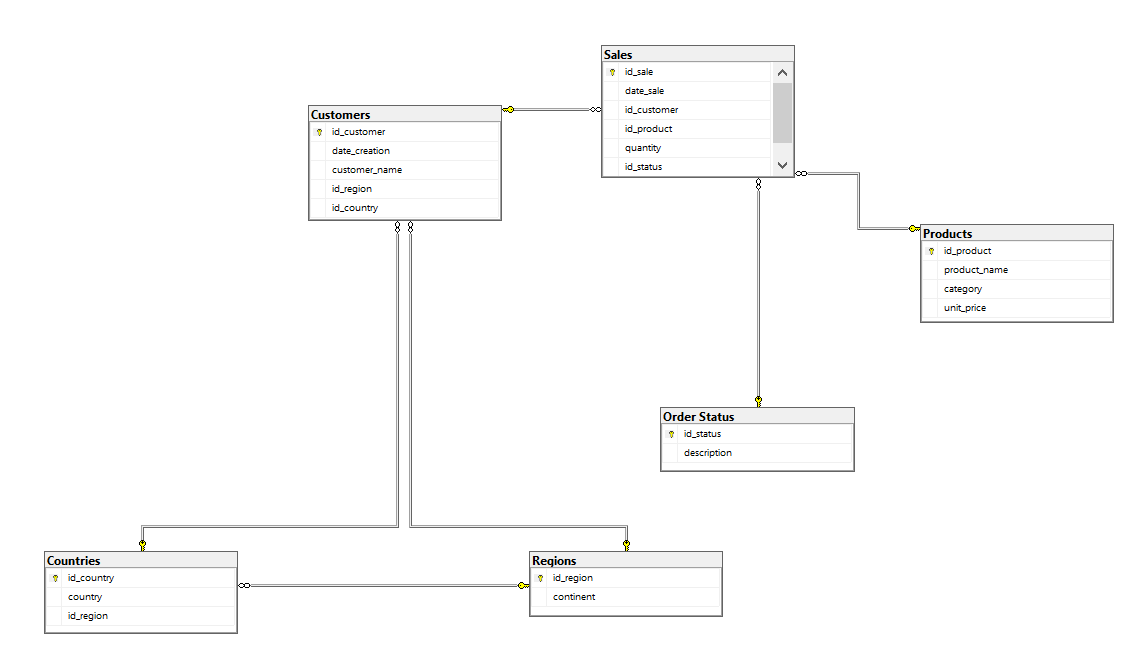 Sales
id_sale
date_sale
id_customer
id_product
quantity
id_status
Customers
id_customer
date_creation
customer_name
id_region
id_country
Products
id_product
product_name
category
unit_price
Order Status
id_status
description
Countries
id_country
country
id_region
Regions
id_region
continent